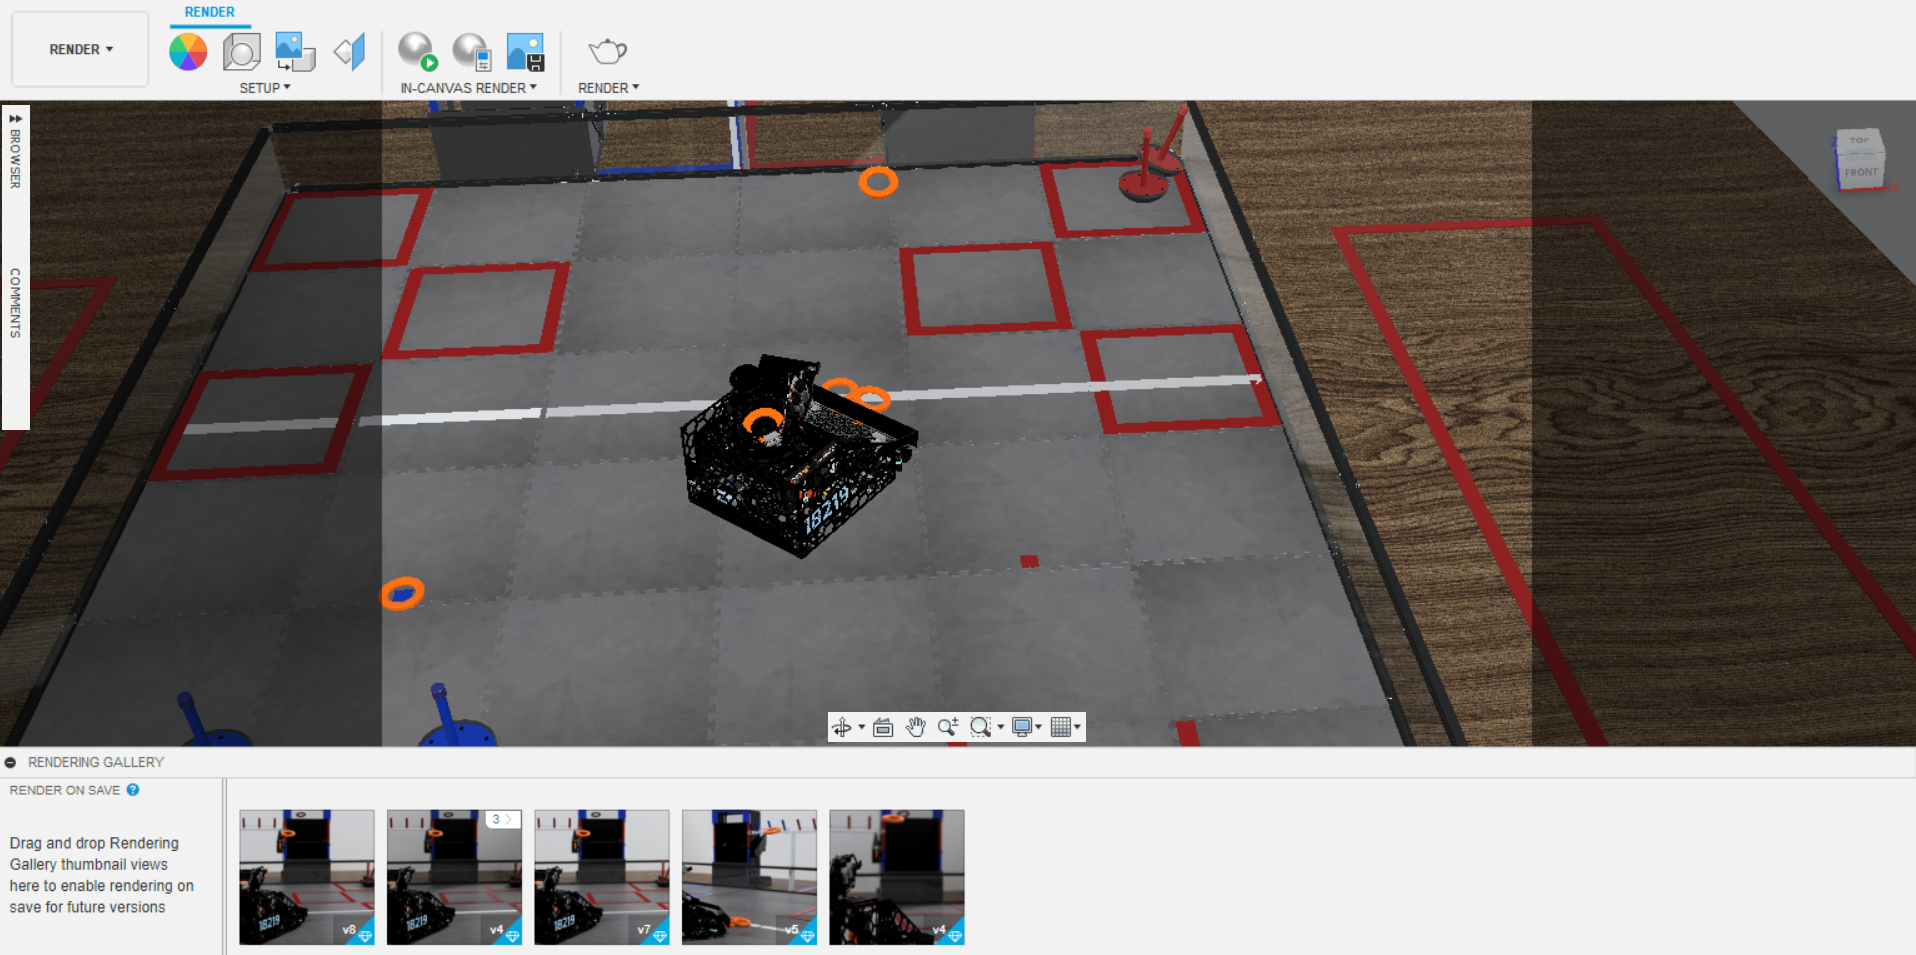 RENDER
RENDER
SETUP
IN-CANVAS RENDER
RENDER
BROWSER
COMMENTS
TOP
FRONT
18219
RENDERING GALLERY
RENDER ON SAVE
Drag and drop Rendering
Gallery thumbnail views
here to enable rendering on
save for future versions
18219
v8
3
18219
v4
18219
v7
v5
v4